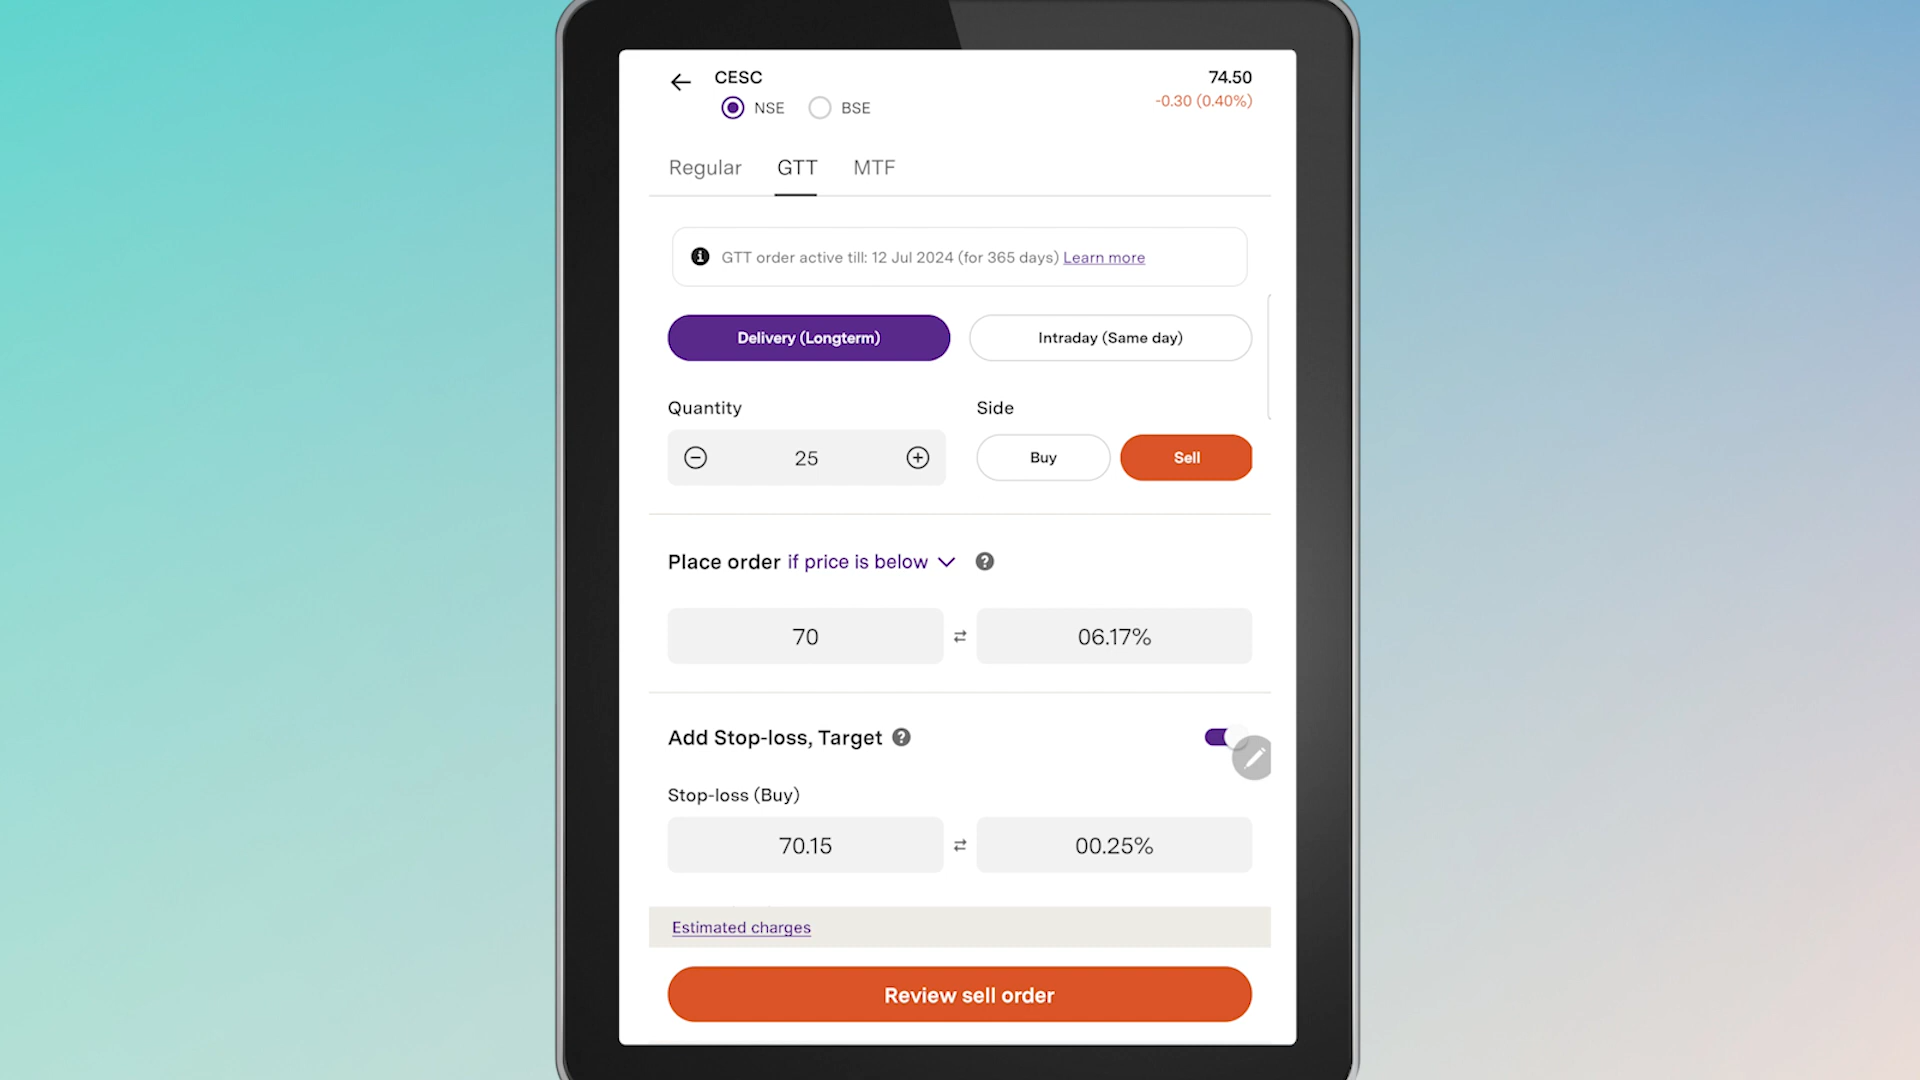 CESC
74.50
NSE
BSE
-0.30 (0.40%)
Regular
GTT
MTF
GTT order active till: 12 Jul 2024 (for 365 days) Learn more
Delivery (Longterm)
Intraday (Same day)
Quantity
Side
25
Buy
Sell
Place order if price is below
70
06.17%
Add Stop-loss, Target
Stop-loss (Buy)
70.15
00.25%
Estimated charges
Review sell order